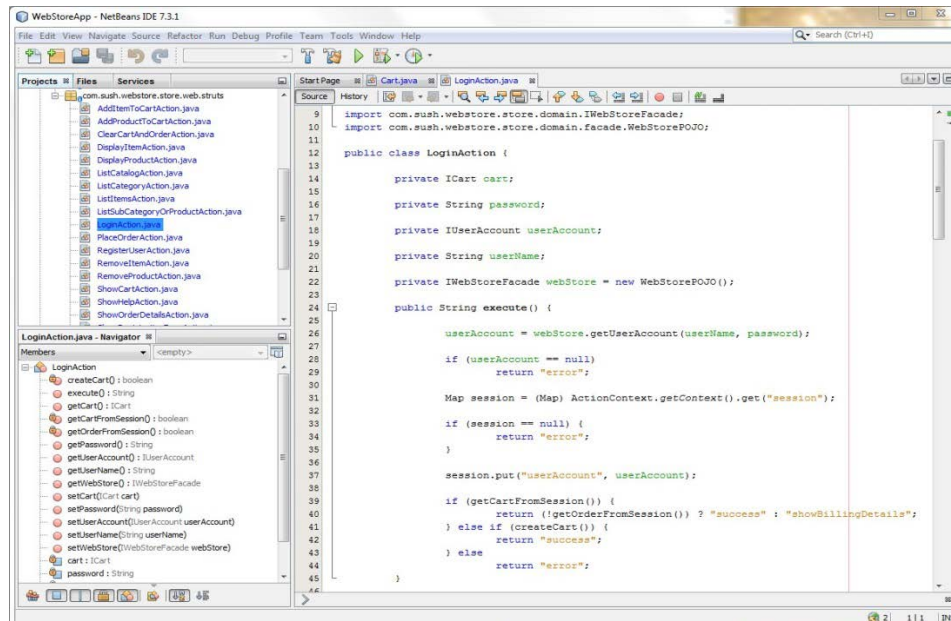 WebStoreApp - NetBeans IDE 7.3.1
File Edit View Navigate Source Refactor Run Debug Profile Team Tools Window Help
Search (Ctrl+I)
Projects Files Services
com.sush.webstore.store.web.struts
AddItemToCartAction.java
AddProductToCartAction.java
ClearCartAndOrderAction.java
DisplayItemAction.java
DisplayProductAction.java
ListCatalogAction.java
ListCategoryAction.java
ListItemsAction.java
ListSubCategoryOrProductAction.java
LoginAction.java
PlaceOrderAction.java
RegisterUserAction.java
RemoveItemAction.java
RemoveProductAction.java
ShowCartAction.java
ShowHelpAction.java
ShowOrderDetailsAction.java
LoginAction.java - Navigator
Members <empty>
LoginAction
createCart() : boolean
execute() : String
getCart() : ICart
getCartFromSession() : boolean
getOrderFromSession() : boolean
getPassword() : String
getUserAccount() : IUserAccount
getUserName() : String
getWebStore() : IWebStoreFacade
setCart(ICart cart)
setPassword(String password)
setUserAccount(IUserAccount userAccount)
setUserName(String userName)
setWebStore(IWebStoreFacade webStore)
cart : ICart
password : String
Start Page Cart.java LoginAction.java
Source History
9 import com.sush.webstore.store.domain.IWebStoreFacade;
10 import com.sush.webstore.store.domain.facade.WebStorePOJO;
11
12 public class LoginAction {
13
14 private ICart cart;
15
16 private String password;
17
18 private IUserAccount userAccount;
19
20 private String userName;
21
22 private IWebStoreFacade webStore = new WebStorePOJO();
23
24 public String execute() {
25
26 userAccount = webStore.getUserAccount(userName, password);
27
28 if (userAccount == null)
29 return "error";
30
31 Map session = (Map) ActionContext.getContext().get("session");
32
33 if (session == null) {
34 return "error";
35 }
36
37 session.put("userAccount", userAccount);
38
39 if (getCartFromSession()) {
40 return (!getOrderFromSession()) ? "success" : "showBillingDetails";
41 } else if (createCart()) {
42 return "success";
43 } else
44 return "error";
45 }
2 1|1 IN